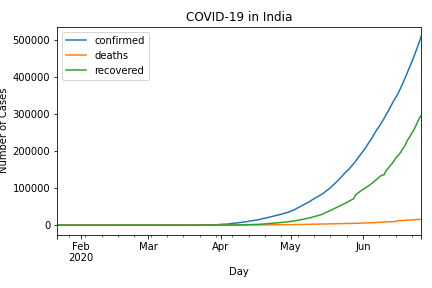 COVID-19 in India
confirmed
deaths
recovered
500000
400000
300000
200000
100000
0
Number of Cases
Feb
2020
Mar
Apr
May
Jun
Day